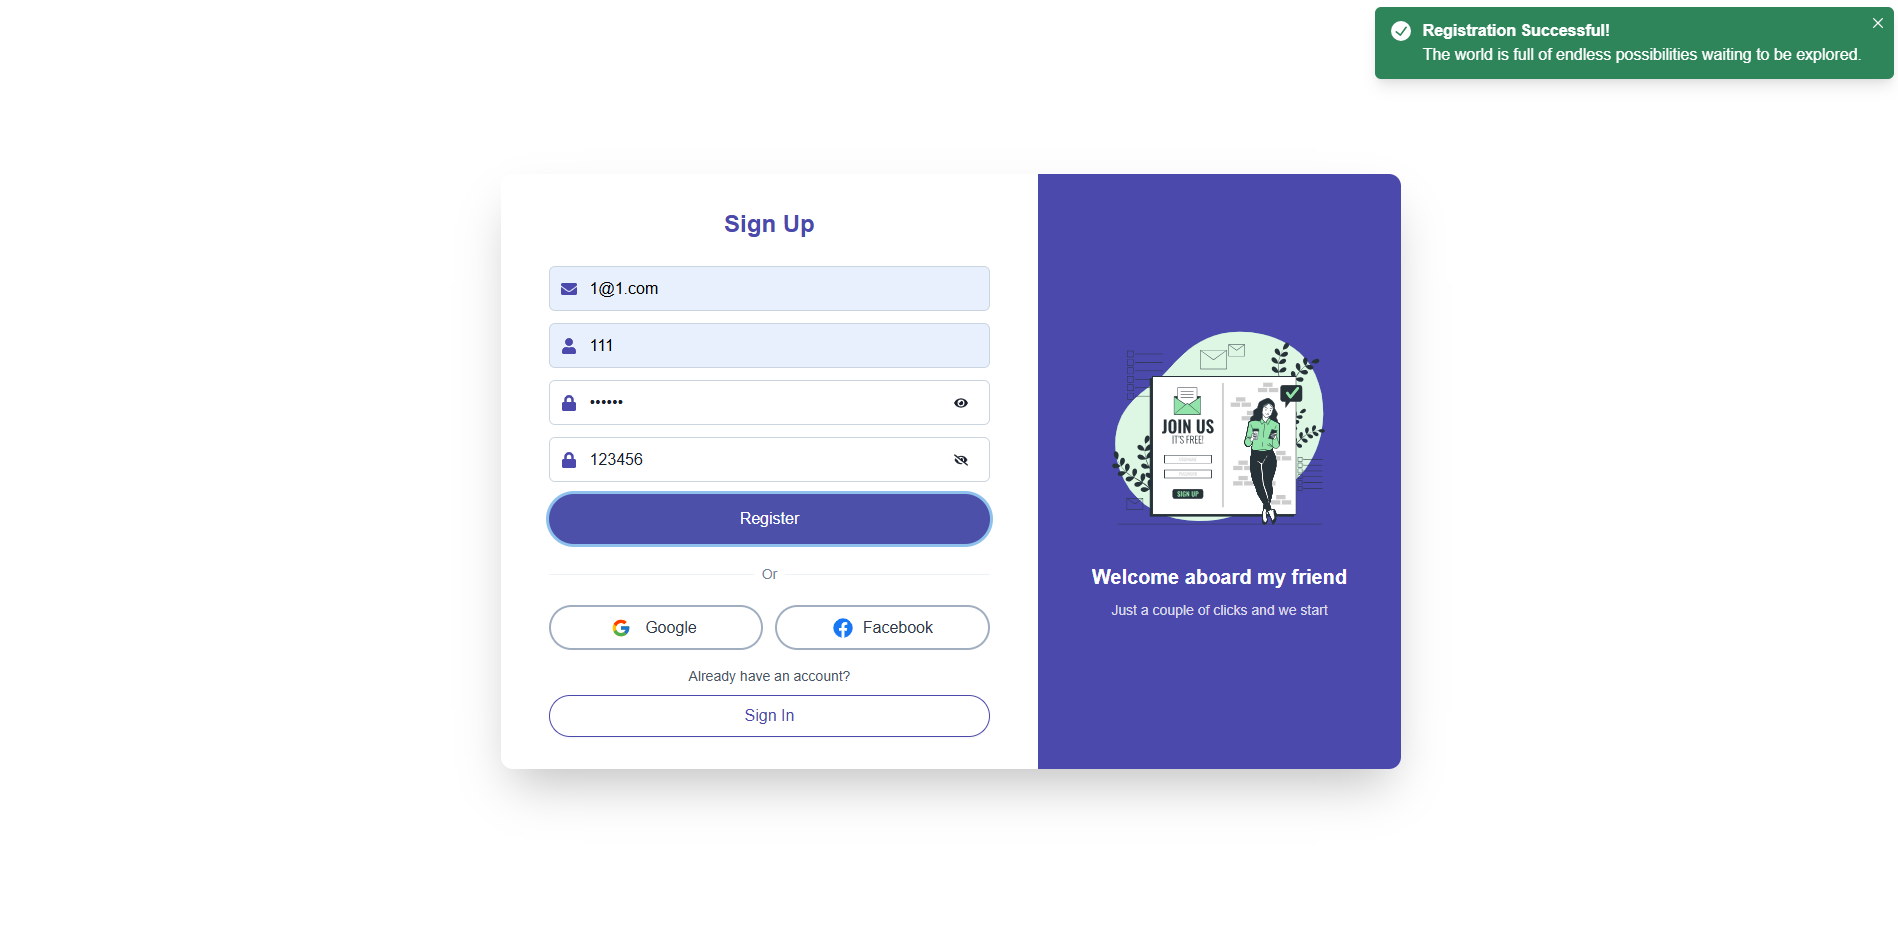 Registration Successful!
The world is full of endless possibilities waiting to be explored.
Sign Up
1@1.com
111
••••••
123456
Register
Or
Google
Facebook
Already have an account?
Sign In
JOIN US
IT'S FREE!
SIGN UP
Welcome aboard my friend
Just a couple of clicks and we start